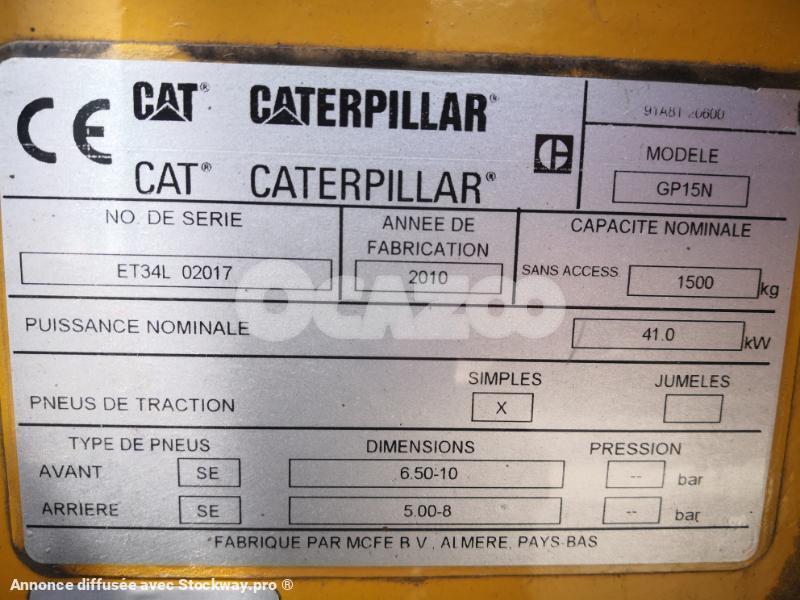 CE CAT® CATERPILLAR®
91A81 20600
CAT® CATERPILLAR®
MODELE
GP15N
NO. DE SERIE
ET34L 02017
ANNEE DE
FABRICATION
2010
CAPACITE NOMINALE
SANS ACCESS. 1500 kg
PUISSANCE NOMINALE 41.0 kW
SIMPLES JUMELES
PNEUS DE TRACTION X
TYPE DE PNEUS DIMENSIONS PRESSION
AVANT SE 6.50-10 -- bar
ARRIERE SE 5.00-8 -- bar
FABRIQUE PAR MCFE B.V., ALMERE, PAYS-BAS
OCAZOO
Annonce diffusée avec Stockway.pro ®